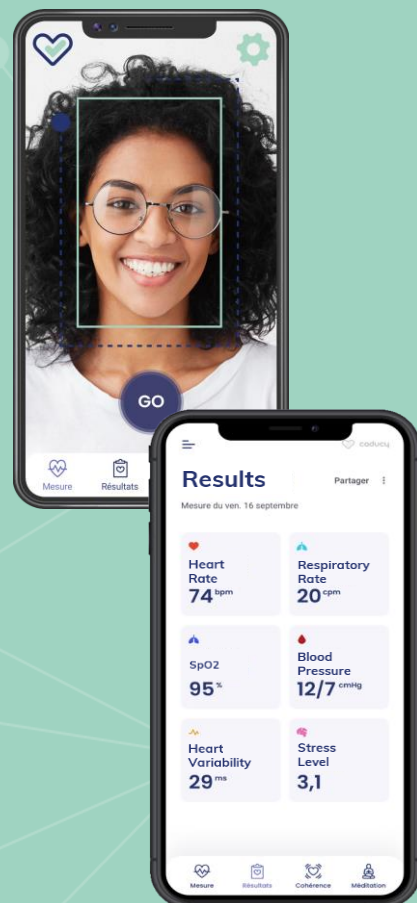 GO
Mesure
Résultats
caducy
Results
Partager
Mesure du ven. 16 septembre
Heart
Rate
74 bpm
Respiratory
Rate
20 cpm
SpO2
95 %
Blood
Pressure
12/7 cmHg
Heart
Variability
29 ms
Stress
Level
3,1
Mesure
Résultats
Cohérence
Méditation